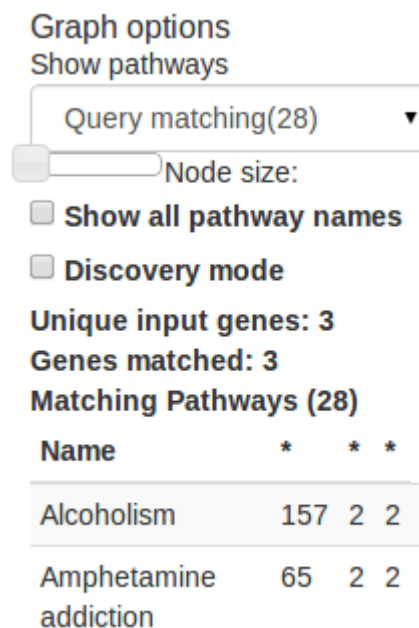 Graph options
Show pathways
Query matching(28)
Node size:
Show all pathway names
Discovery mode
Unique input genes: 3
Genes matched: 3
Matching Pathways (28)
Name * * *
Alcoholism 157 2 2
Amphetamine 65 2 2
addiction